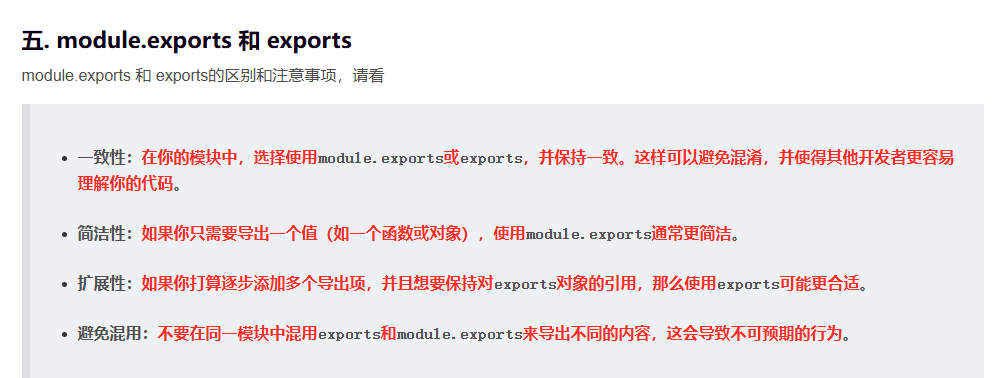 五. module.exports 和 exports
module.exports 和 exports的区别和注意事项，请看
• 一致性：在你的模块中，选择使用module.exports或exports，并保持一致。这样可以避免混淆，并使得其他开发者更容易
理解你的代码。
• 简洁性：如果你只需要导出一个值（如一个函数或对象），使用module.exports通常更简洁。
• 扩展性：如果你打算逐步添加多个导出项，并且想要保持对exports对象的引用，那么使用exports可能更合适。
• 避免混用：不要在同一模块中混用exports和module.exports来导出不同的内容，这会导致不可预期的行为。